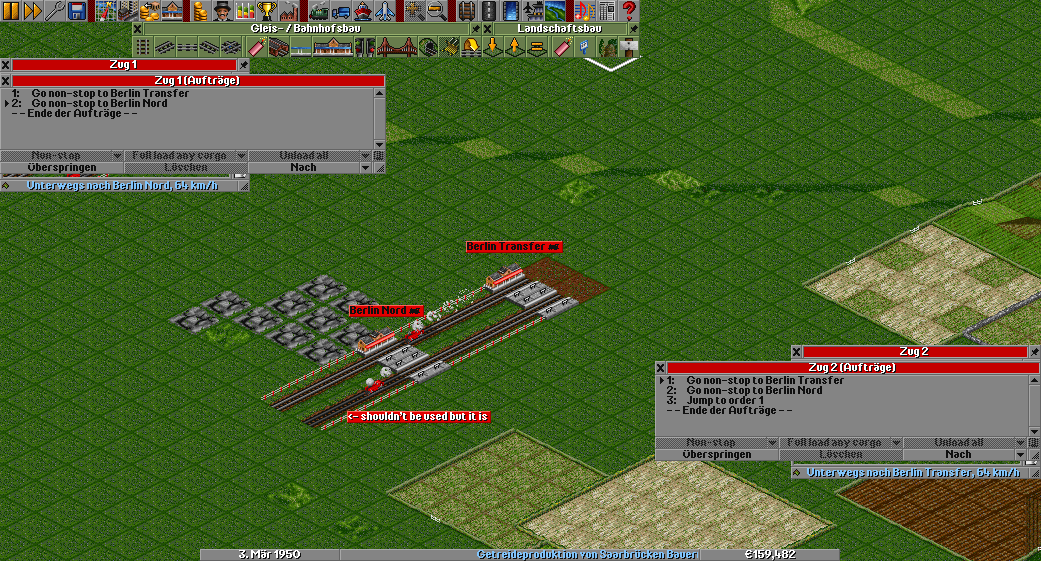 Gleis- / Bahnhofsbau
Landschaftsbau
Zug 1
Zug 1 (Aufträge)
1: Go non-stop to Berlin Transfer
2: Go non-stop to Berlin Nord
- - Ende der Aufträge - -
Non-stop
Full load any cargo
Unload all
Überspringen
Löschen
Nach
Unterwegs nach Berlin Nord, 64 km/h
Berlin Transfer
Berlin Nord
<- shouldn't be used but it is
Zug 2
Zug 2 (Aufträge)
1: Go non-stop to Berlin Transfer
2: Go non-stop to Berlin Nord
3: Jump to order 1
- - Ende der Aufträge - -
Non-stop
Full load any cargo
Unload all
Überspringen
Löschen
Nach
Unterwegs nach Berlin Transfer, 64 km/h
3. Mär 1950
Getreideproduktion von Saarbrücken Bauer
€159,482